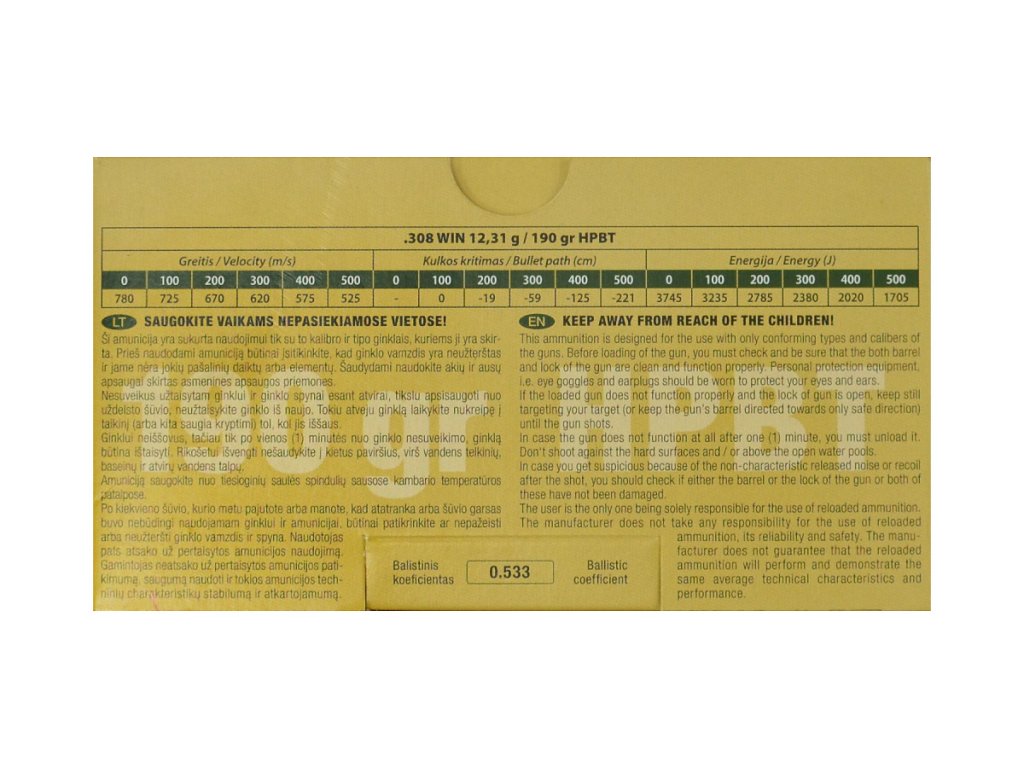 .308 WIN 12,31 g / 190 gr HPBT
Greitis / Velocity (m/s) Kulkos kritimas / Bullet path (cm) Energija / Energy (J)
0 100 200 300 400 500 0 100 200 300 400 500 0 100 200 300 400 500
780 725 670 620 575 525 - 0 -19 -59 -125 -221 3745 3235 2785 2380 2020 1705
LT SAUGOKITE VAIKAMS NEPASIEKIAMOSE VIETOSE!
Ši amunicija yra sukurta naudojimui tik su to kalibro ir tipo ginklais, kuriems ji yra skir-
ta. Prieš naudodami amuniciją būtinai įsitikinkite, kad ginklo vamzdis yra neužterštas
ir jame nėra jokių pašalinių daiktų arba elementų. Šaudydami naudokite akių ir ausų
apsaugai skirtas asmenines apsaugos priemones.
Nesuveikus užtaisytam ginklui ir ginklo spynai esant atvirai, tikslu apsisaugoti nuo
uždelsto šūvio, neužtaisykite ginklo iš naujo. Tokiu atveju ginklą laikykite nukreipę į
taikinį (arba kita saugia kryptimi) tol, kol jis iššaus.
Ginklui neiššovus, tačiau tik po vienos (1) minutės nuo ginklo nesuveikimo, ginklą
būtina ištaisyti. Rikošetui išvengti nešaudykite į kietus paviršius, virš vandens telkinių,
baseinų ir atvirų vandens talpų.
Amuniciją saugokite nuo tiesioginių saulės spindulių sausose kambario temperatūros
patalpose.
Po kiekvieno šūvio, kurio metu pajutote arba manote, kad atatranka arba šūvio garsas
buvo nebūdingi naudojamam ginklui ir amunicijai, būtinai patikrinkite ar nepažeisti
arba neužteršti ginklo vamzdis ir spyna. Naudotojas
pats atsako už pertaisytos amunicijos naudojimą.
Gamintojas neatsako už pertaisytos amunicijos pati-
kimumą, saugumą naudoti ir tokios amunicijos tech-
ninių charakteristikų stabilumą ir atkartojamumą.
EN KEEP AWAY FROM REACH OF THE CHILDREN!
This ammunition is designed for the use with only conforming types and calibers of
the guns. Before loading of the gun, you must check and be sure that the both barrel
and lock of the gun are clean and function properly. Personal protection equipment,
i.e. eye goggles and earplugs should be worn to protect your eyes and ears.
If the loaded gun does not function properly and the lock of gun is open, keep still
targeting your target (or keep the gun's barrel directed towards only safe direction)
until the gun shots.
In case the gun does not function at all after one (1) minute, you must unload it.
Don't shoot against the hard surfaces and / or above the open water pools.
In case you get suspicious because of the non-characteristic released noise or recoil
after the shot, you should check if either the barrel or the lock of the gun or both of
these have not been damaged.
The user is the only one being solely responsible for the use of reloaded ammunition.
The manufacturer does not take any responsibility for the use of reloaded
ammunition, its reliability and safety. The manu-
facturer does not guarantee that the reloaded
ammunition will perform and demonstrate the
same average technical characteristics and
performance.
190 gr HPBT
Balistinis
koeficientas
0.533
Ballistic
coefficient